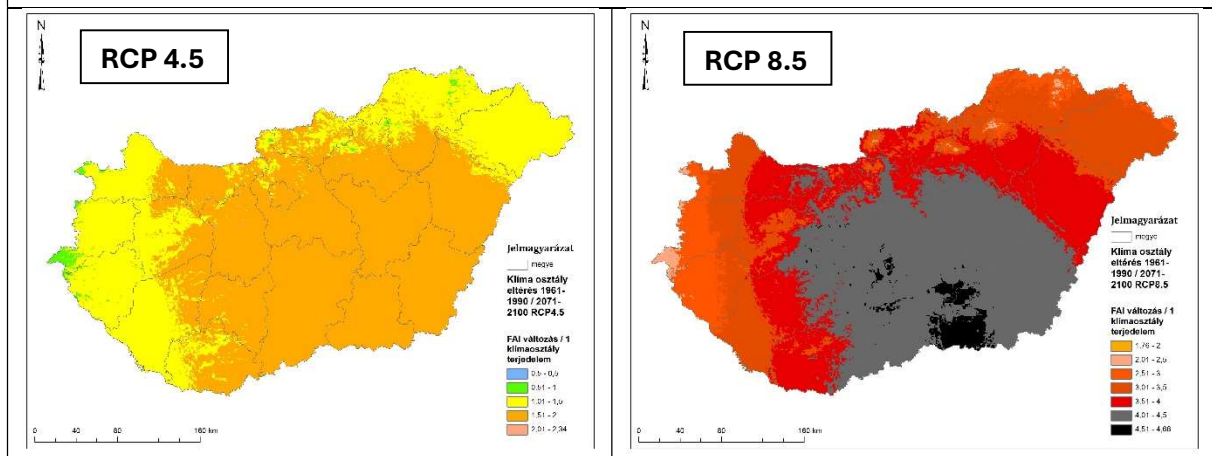 N
RCP 4.5
Jelmagyarázat
megye
Klíma osztály
eltérés 1961-
1990 / 2071-
2100 RCP4.5
FAI változás / 1
klímaosztály
terjedelem
0.5 - 0,5
0.51 - 1
1.01 - 1,5
1.51 - 2
2.01 - 2,34
0 40 80 160 km
N
RCP 8.5
Jelmagyarázat
megye
Klíma osztály
eltérés 1961-
1990 / 2071-
2100 RCP8.5
FAI változás / 1
klímaosztály
terjedelem
1,76 - 2
2,01 - 2,5
2,51 - 3
3,01 - 3,5
3,51 - 4
4,01 - 4,5
4,51 - 4,68
0 40 80 160 km